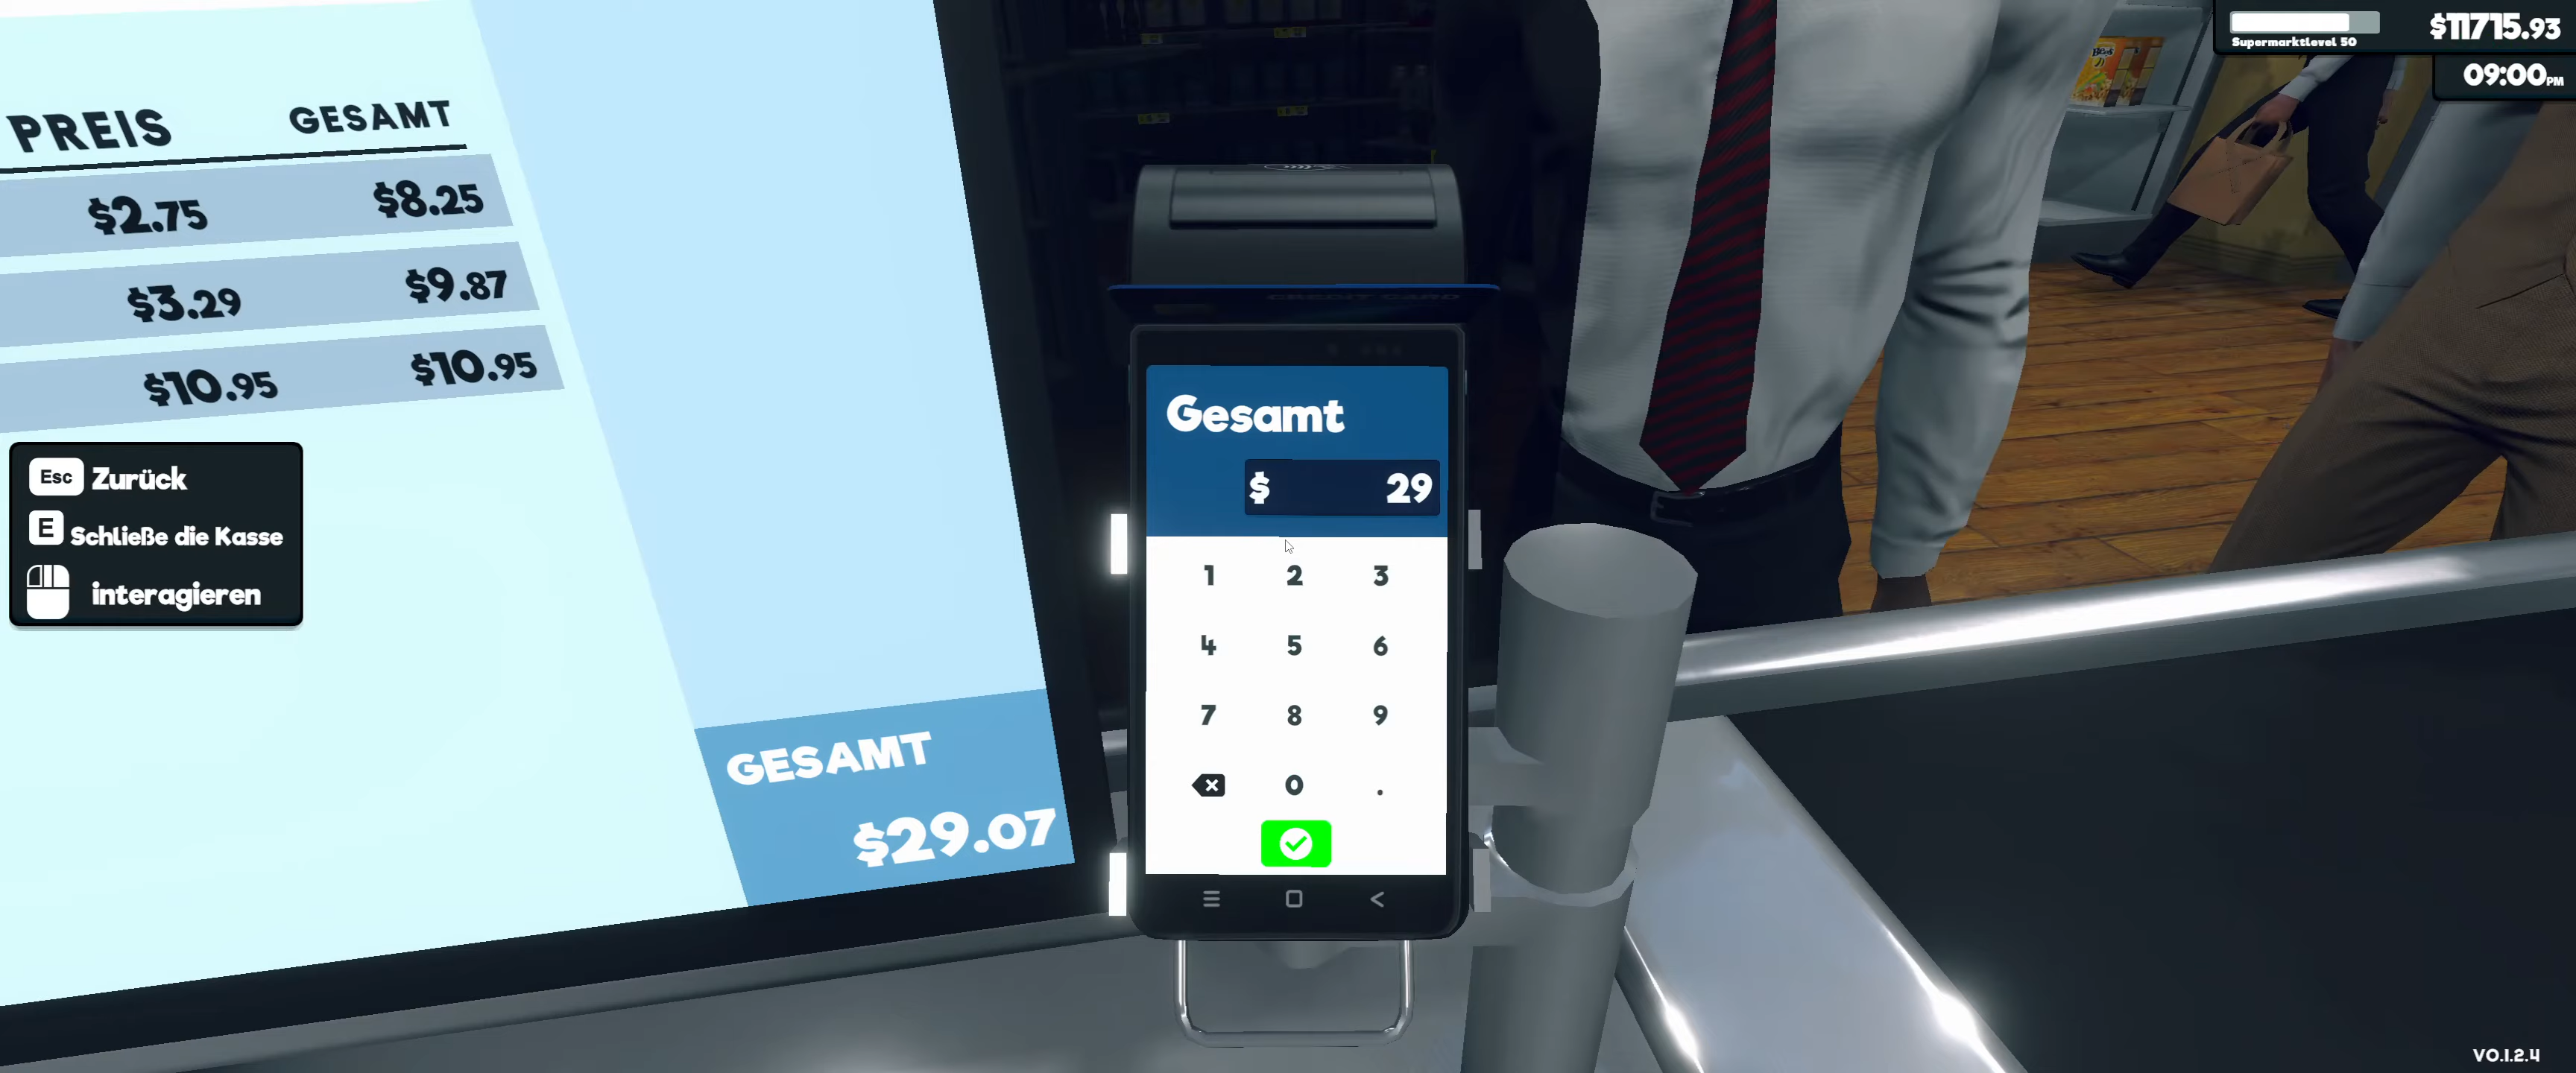 $11715.93
Supermarktlevel 50
09:00PM
PREIS GESAMT
$2.75 $8.25
$3.29 $9.87
$10.95 $10.95
Esc Zurück
E Schließe die Kasse
interagieren
GESAMT
$29.07
CREDIT CARD
Gesamt
$ 29
1 2 3
4 5 6
7 8 9
0 .
V0.1.2.4